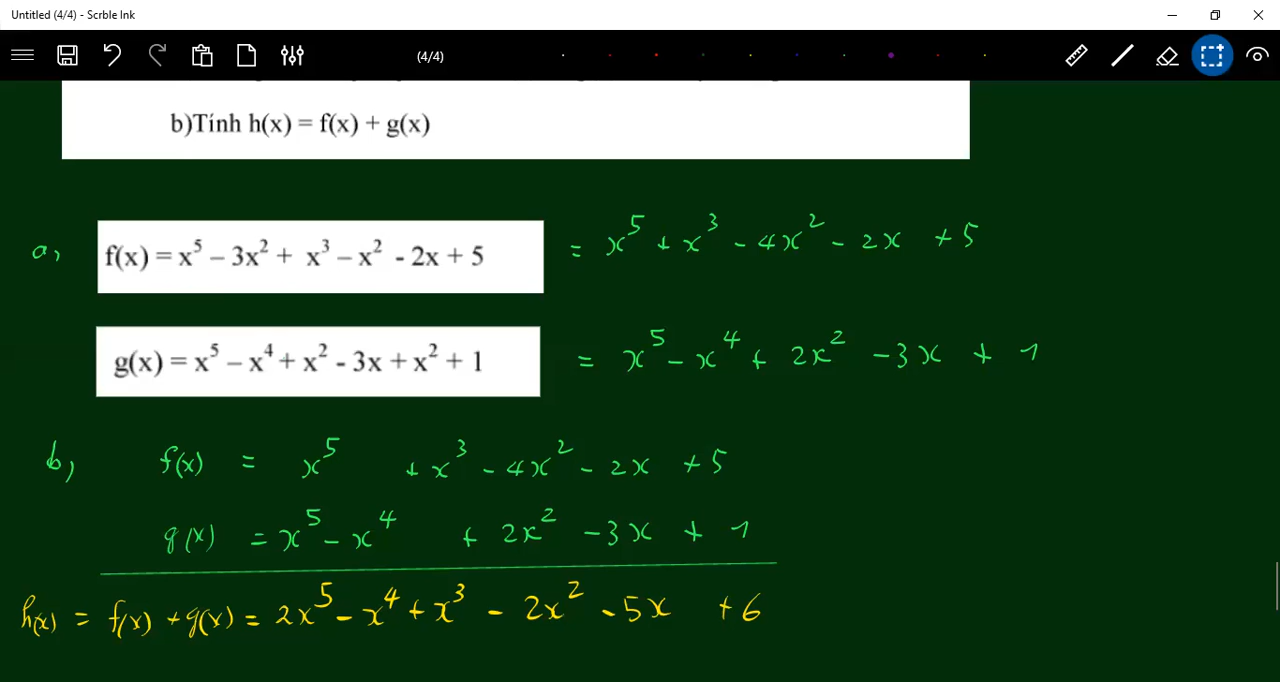 Untitled (4/4) - Scrble Ink
(4/4)
b)Tính h(x) = f(x) + g(x)
a, f(x) = x⁵ – 3x² + x³ – x² - 2x + 5 = x⁵ + x³ - 4x² - 2x + 5
g(x) = x⁵ – x⁴ + x² - 3x + x² + 1 = x⁵ - x⁴ + 2x² - 3x + 1
b, f(x) = x⁵ + x³ - 4x² - 2x + 5
g(x) = x⁵ - x⁴ + 2x² - 3x + 1
h(x) = f(x) + g(x) = 2x⁵ - x⁴ + x³ - 2x² - 5x + 6